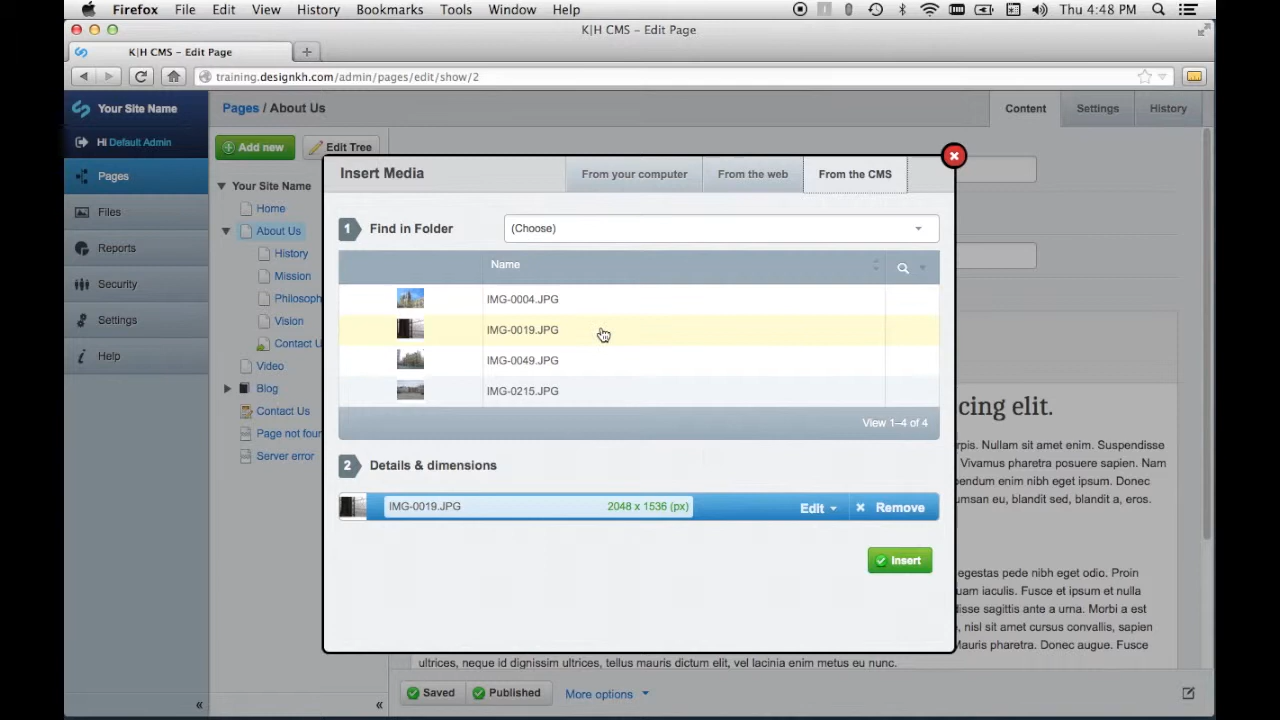 Firefox File Edit View History Bookmarks Tools Window Help Thu 4:48 PM
K|H CMS – Edit Page
K|H CMS – Edit Page
training.designkh.com/admin/pages/edit/show/2
Your Site Name
Pages / About Us
Content Settings History
Hi Default Admin
Add new Edit Tree
Pages
Files
Reports
Security
Settings
Help
Your Site Name
Home
About Us
History
Mission
Philosoph
Vision
Contact U
Video
Blog
Contact Us
Page not foun
Server error
Insert Media From your computer From the web From the CMS
1 Find in Folder (Choose)
Name
IMG-0004.JPG
IMG-0019.JPG
IMG-0049.JPG
IMG-0215.JPG
View 1–4 of 4
2 Details & dimensions
IMG-0019.JPG 2048 x 1536 (px) Edit Remove
Insert
cing elit.
rpis. Nullam sit amet enim. Suspendisse
Vivamus pharetra posuere sapien. Nam
sum eu, blandit sed, blandit a, eros.
egestas pede nibh eget odio. Proin
uam iaculis. Fusce et ipsum et nulla
disse sagittis ante a urna. Morbi a est
, nisl sit amet cursus convallis, sapien
Mauris pharetra. Donec augue. Fusce
ultrices, neque id dignissim ultrices, tellus mauris dictum elit, vel lacinia enim metus eu nunc.
Saved Published More options